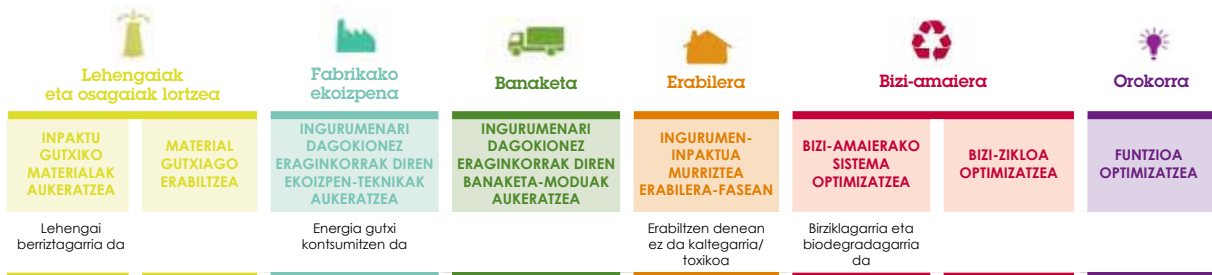 Lehengaiak
eta osagaiak lortzea
Fabrikako
ekoizpena
Banaketa
Erabilera
Bizi-amaiera
Orokorra
INPAKTU
GUTXIKO
MATERIALAK
AUKERATZEA
MATERIAL
GUTXIAGO
ERABILTZEA
INGURUMENARI
DAGOKIONEZ
ERAGINKORRAK DIREN
EKOIZPEN-TEKNIKAK
AUKERATZEA
INGURUMENARI
DAGOKIONEZ
ERAGINKORRAK DIREN
BANAKETA-MODUAK
AUKERATZEA
INGURUMEN-
INPAKTUA
MURRIZTEA
ERABILERA-FASEAN
BIZI-AMAIERAKO
SISTEMA
OPTIMIZATZEA
BIZI-ZIKLOA
OPTIMIZATZEA
FUNTZIOA
OPTIMIZATZEA
Lehengai
berriztagarria da
Energia gutxi
kontsumitzen da
Erabiltzen denean
ez da kaltegarria/
toxikoa
Birziklagarria eta
biodegradagarria
da